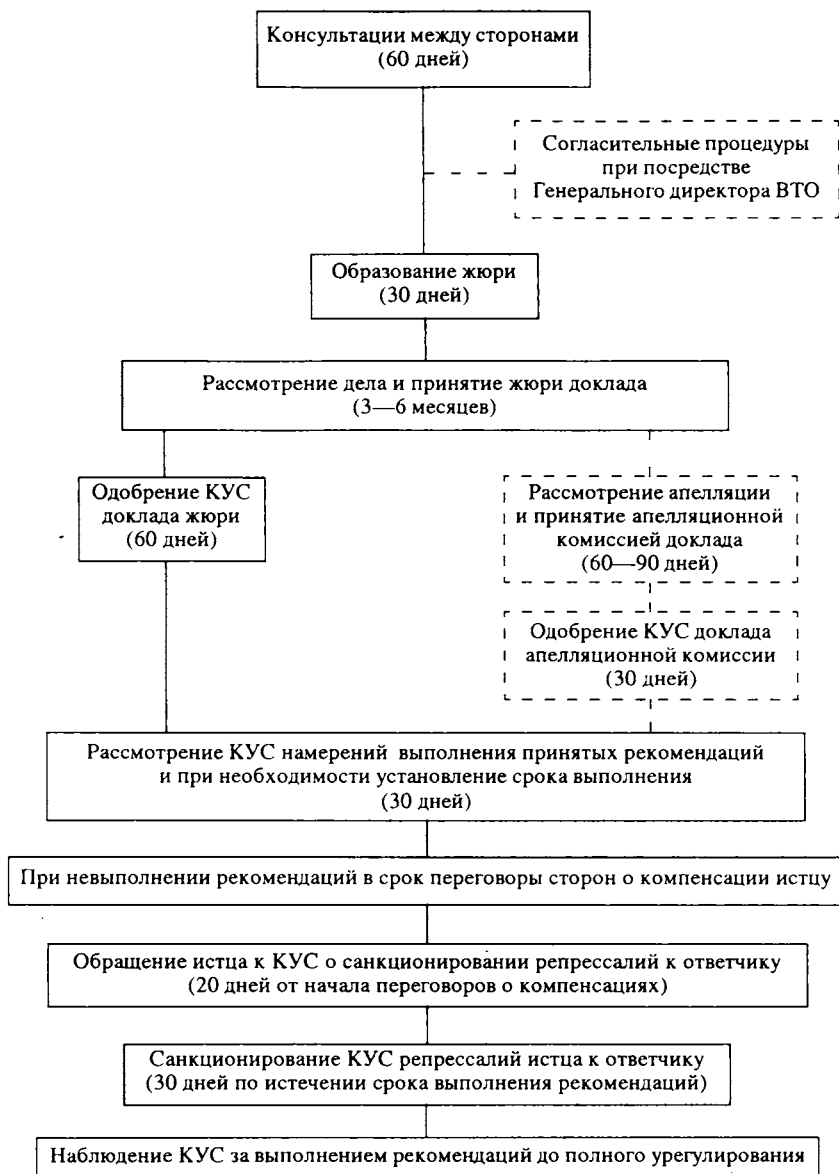 Консультации между сторонами
(60 дней)
Согласительные процедуры
при посредстве
Генерального директора ВТО
Образование жюри
(30 дней)
Рассмотрение дела и принятие жюри доклада
(3—6 месяцев)
Одобрение КУС
доклада жюри
(60 дней)
Рассмотрение апелляции
и принятие апелляционной
комиссией доклада
(60—90 дней)
Одобрение КУС доклада
апелляционной комиссии
(30 дней)
Рассмотрение КУС намерений выполнения принятых рекомендаций
и при необходимости установление срока выполнения
(30 дней)
При невыполнении рекомендаций в срок переговоры сторон о компенсации истцу
Обращение истца к КУС о санкционировании репрессалий к ответчику
(20 дней от начала переговоров о компенсациях)
Санкционирование КУС репрессалий истца к ответчику
(30 дней по истечении срока выполнения рекомендаций)
Наблюдение КУС за выполнением рекомендаций до полного урегулирования